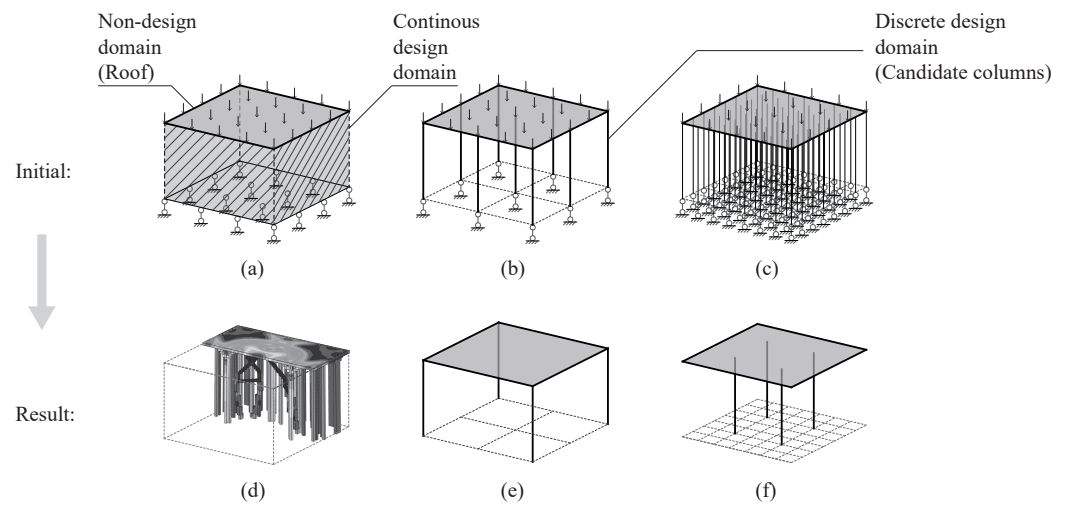 Non-design
domain
(Roof)
Continous
design
domain
Discrete design
domain
(Candidate columns)
Initial:
(a)
(b)
(c)
Result:
(d)
(e)
(f)